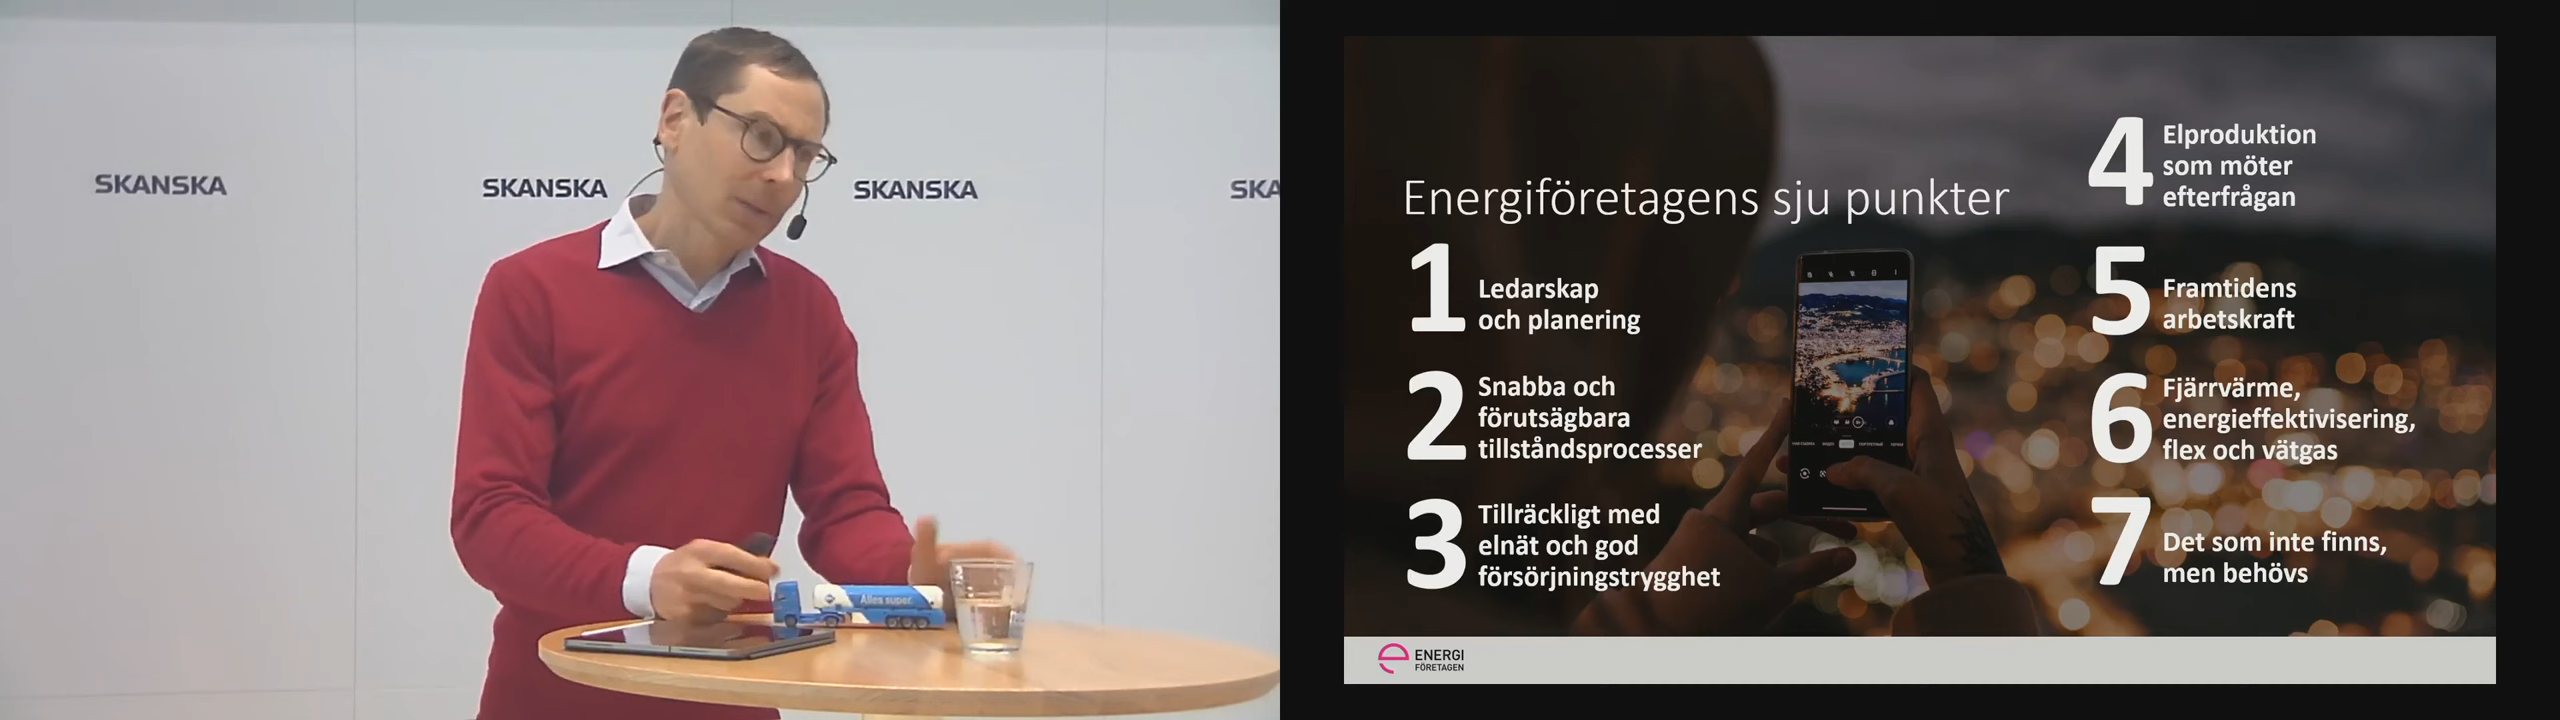 SKANSKA
SKANSKA
SKANSKA
SKA
Alles super.
Energiföretagens sju punkter
1
Ledarskap
och planering
2
Snabba och
förutsägbara
tillståndsprocesser
3
Tillräckligt med
elnät och god
försörjningstrygghet
4
Elproduktion
som möter
efterfrågan
5
Framtidens
arbetskraft
6
Fjärrvärme,
energieffektivisering,
flex och vätgas
7
Det som inte finns,
men behövs
ENERGI
FÖRETAGEN